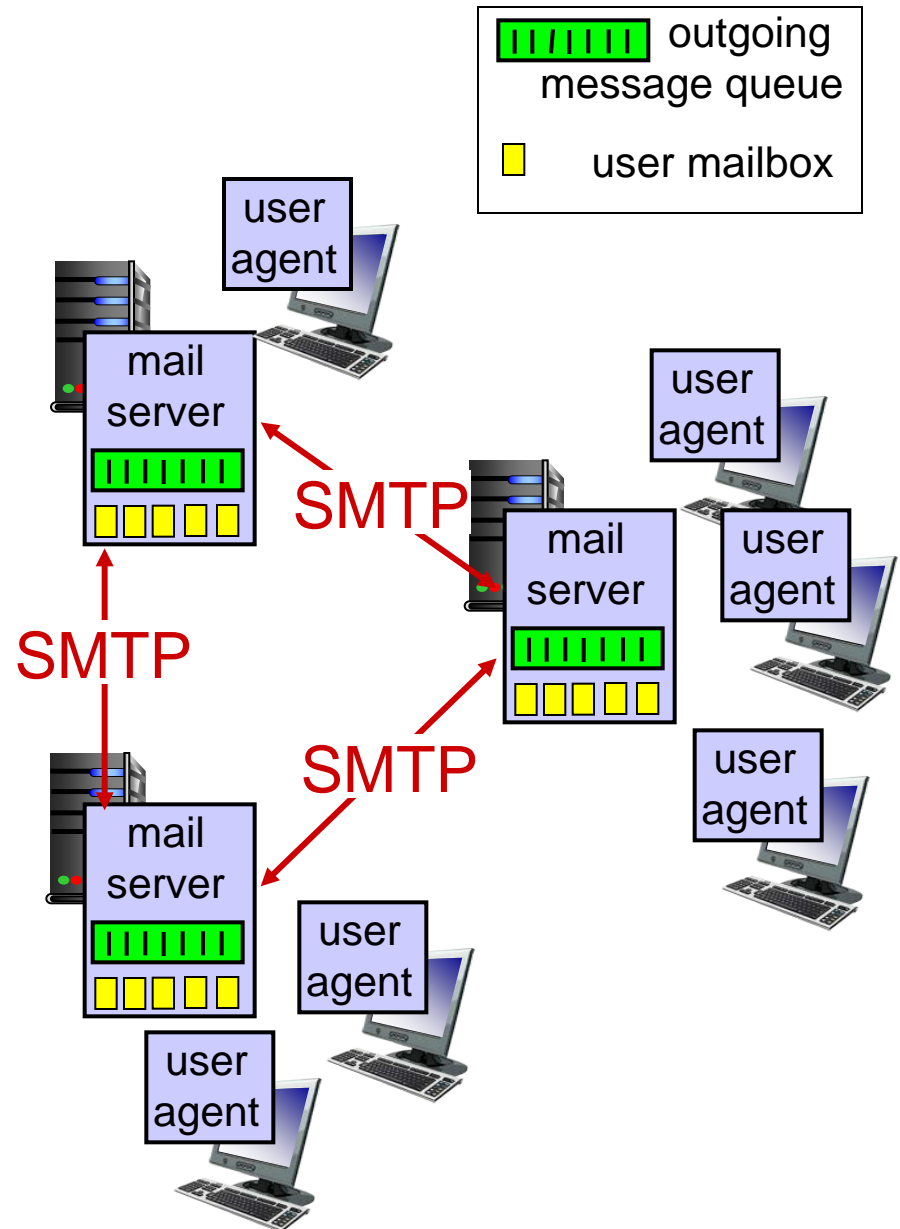 outgoing
message queue
user mailbox
user
agent
mail
server
SMTP
user
agent
mail
server
user
agent
SMTP
SMTP
user
agent
mail
server
user
agent
user
agent